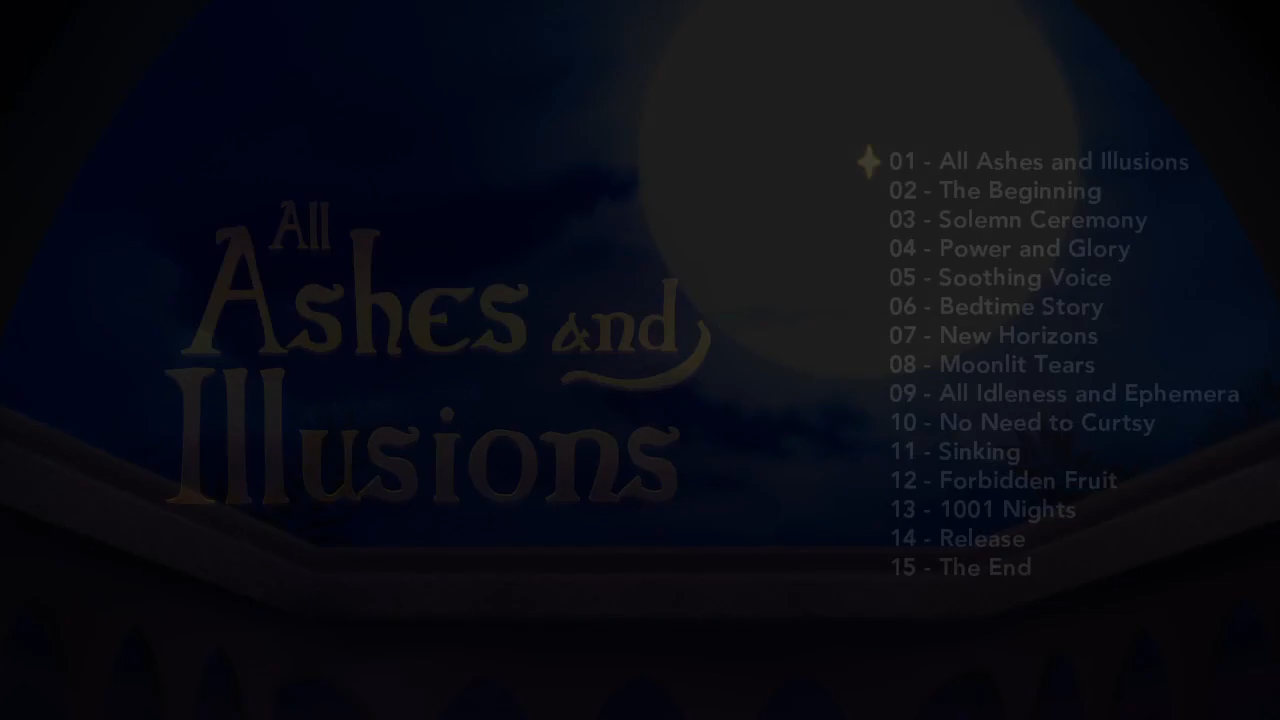 All
Ashes and
Illusions
01 - All Ashes and Illusions
02 - The Beginning
03 - Solemn Ceremony
04 - Power and Glory
05 - Soothing Voice
06 - Bedtime Story
07 - New Horizons
08 - Moonlit Tears
09 - All Idleness and Ephemera
10 - No Need to Curtsy
11 - Sinking
12 - Forbidden Fruit
13 - 1001 Nights
14 - Release
15 - The End